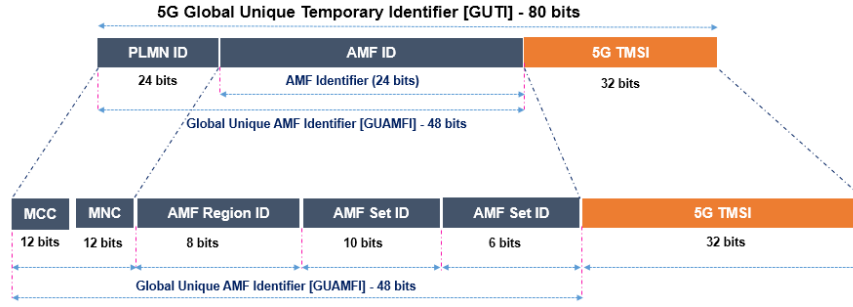 5G Global Unique Temporary Identifier [GUTI] - 80 bits
PLMN ID AMF ID 5G TMSI
24 bits AMF Identifier (24 bits) 32 bits
Global Unique AMF Identifier [GUAMFI] - 48 bits
MCC MNC AMF Region ID AMF Set ID AMF Set ID 5G TMSI
12 bits 12 bits 8 bits 10 bits 6 bits 32 bits
Global Unique AMF Identifier [GUAMFI] - 48 bits